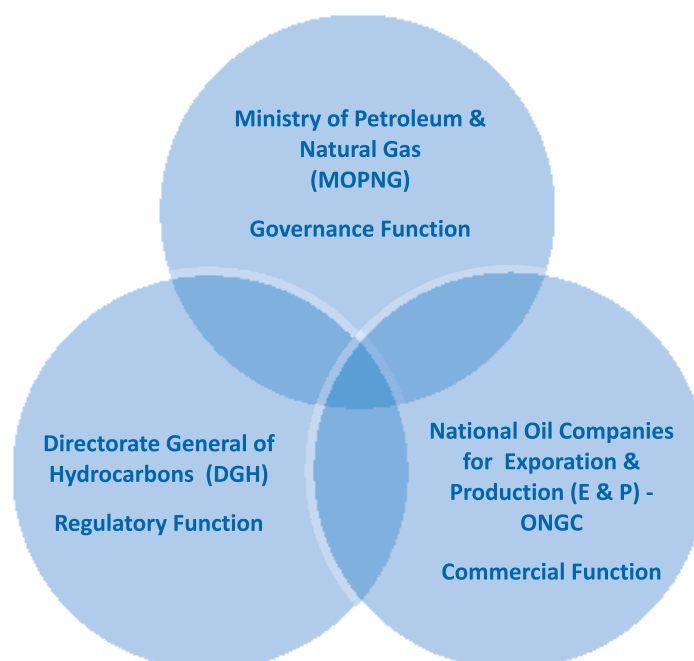 Ministry of Petroleum &
Natural Gas
(MOPNG)
Governance Function
Directorate General of
Hydrocarbons (DGH)
Regulatory Function
National Oil Companies
for Exporation &
Production (E & P) -
ONGC
Commercial Function